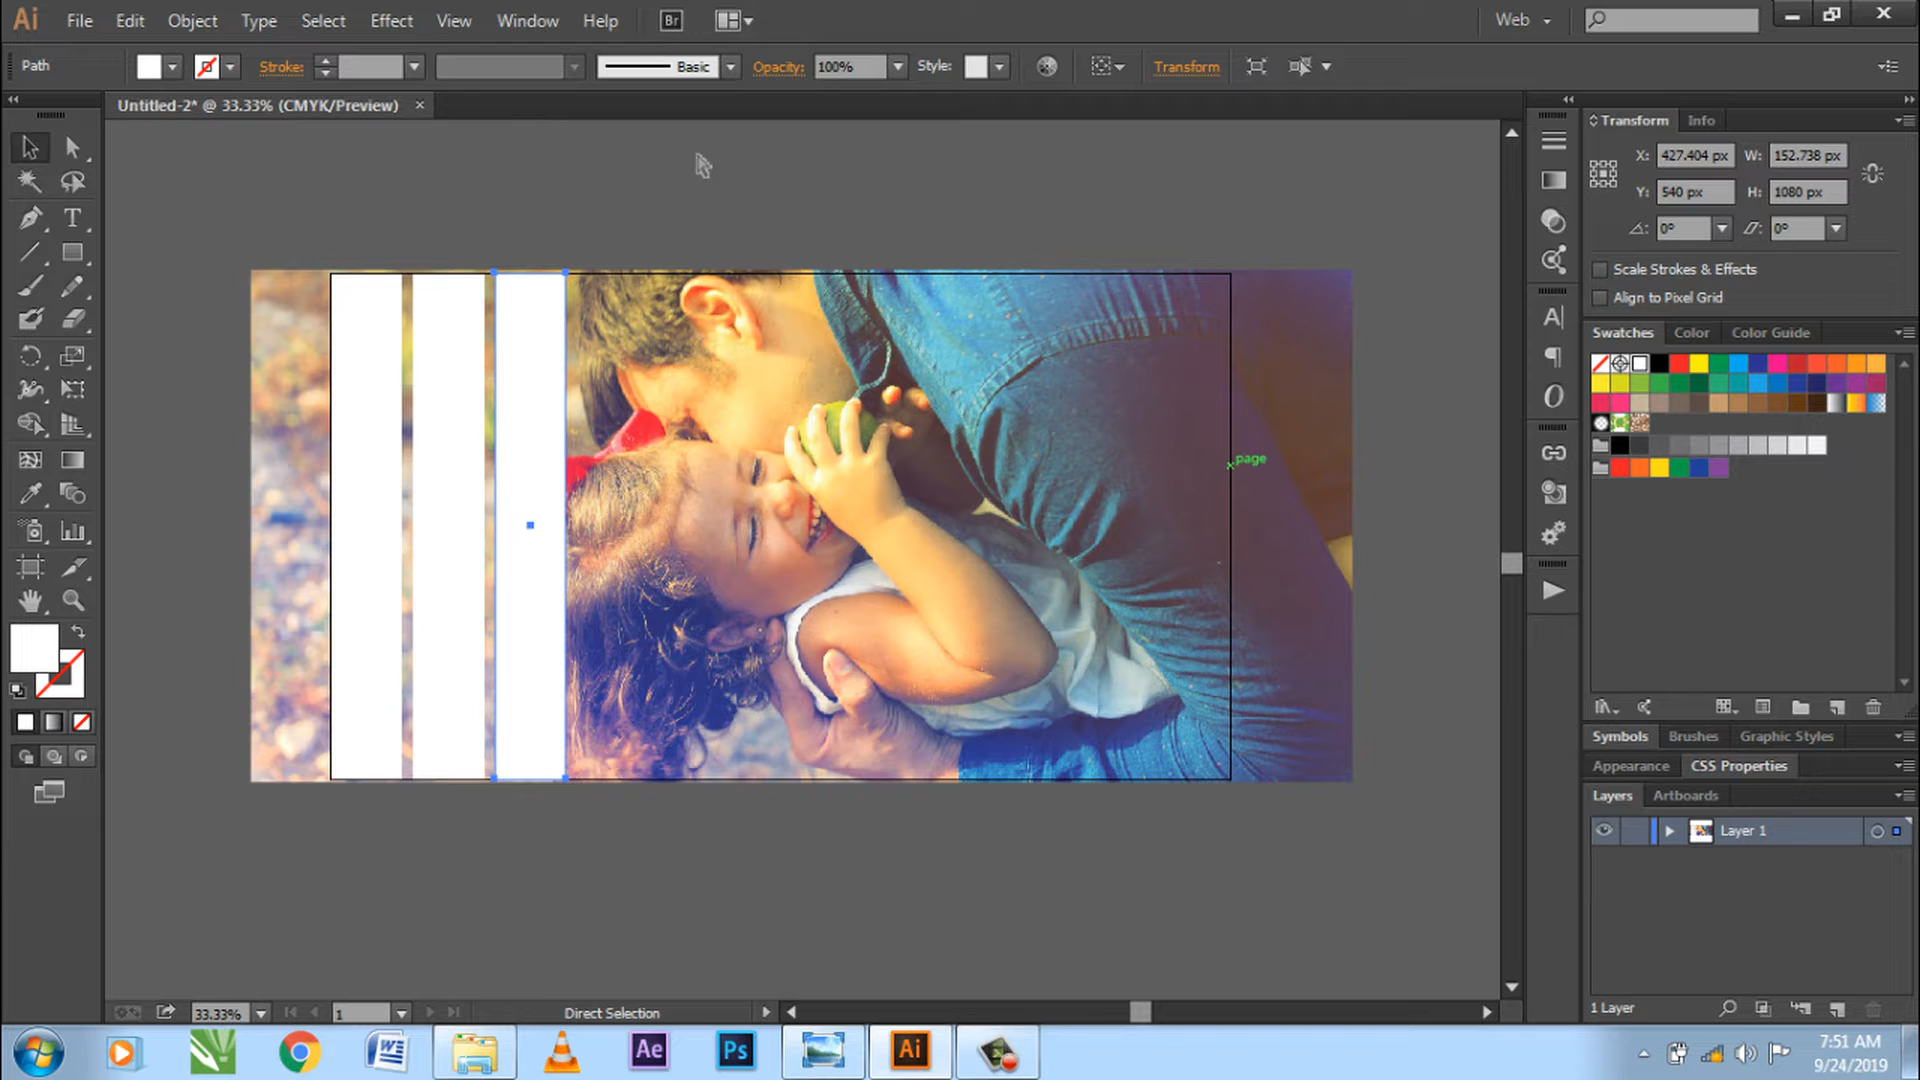 Ai File Edit Object Type Select Effect View Window Help Br Web
Path Stroke: Basic Opacity: 100% Style: Transform
Untitled-2* @ 33.33% (CMYK/Preview) ×
Transform Info
X: 427.404 px W: 152.738 px
Y: 540 px H: 1080 px
0° 0°
Scale Strokes & Effects
Align to Pixel Grid
Swatches Color Color Guide
page
Symbols Brushes Graphic Styles
Appearance CSS Properties
Layers Artboards
Layer 1
1 Layer
33.33% 1 Direct Selection
Ae Ps Ai
7:51 AM
9/24/2019